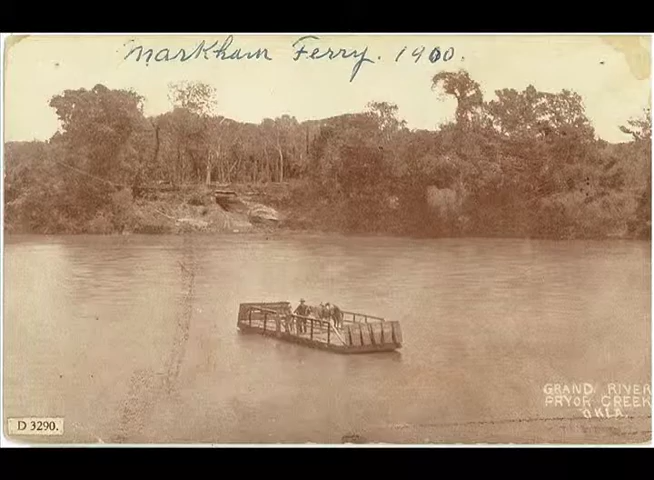 Markham Ferry. 1900.
GRAND RIVER
PRYOR CREEK
OKLA.
D 3290.